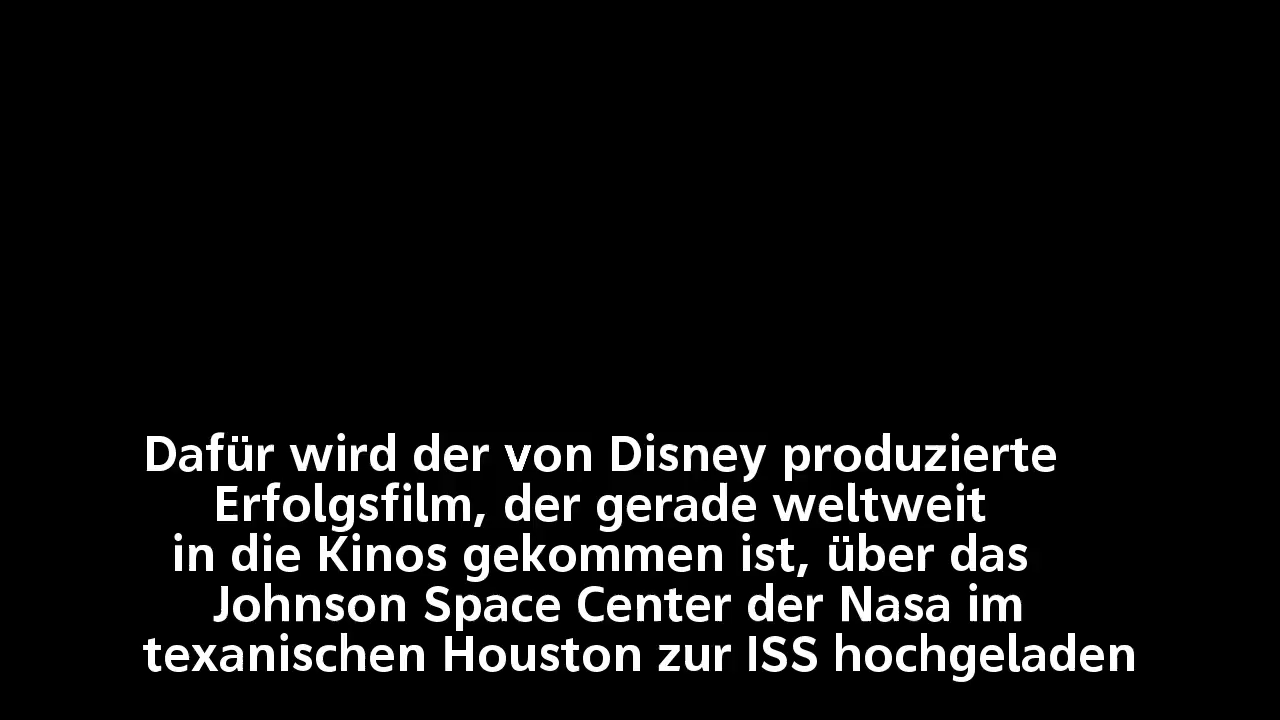 Dafür wird der von Disney produzierte
Erfolgsfilm, der gerade weltweit
in die Kinos gekommen ist, über das
Johnson Space Center der Nasa im
texanischen Houston zur ISS hochgeladen